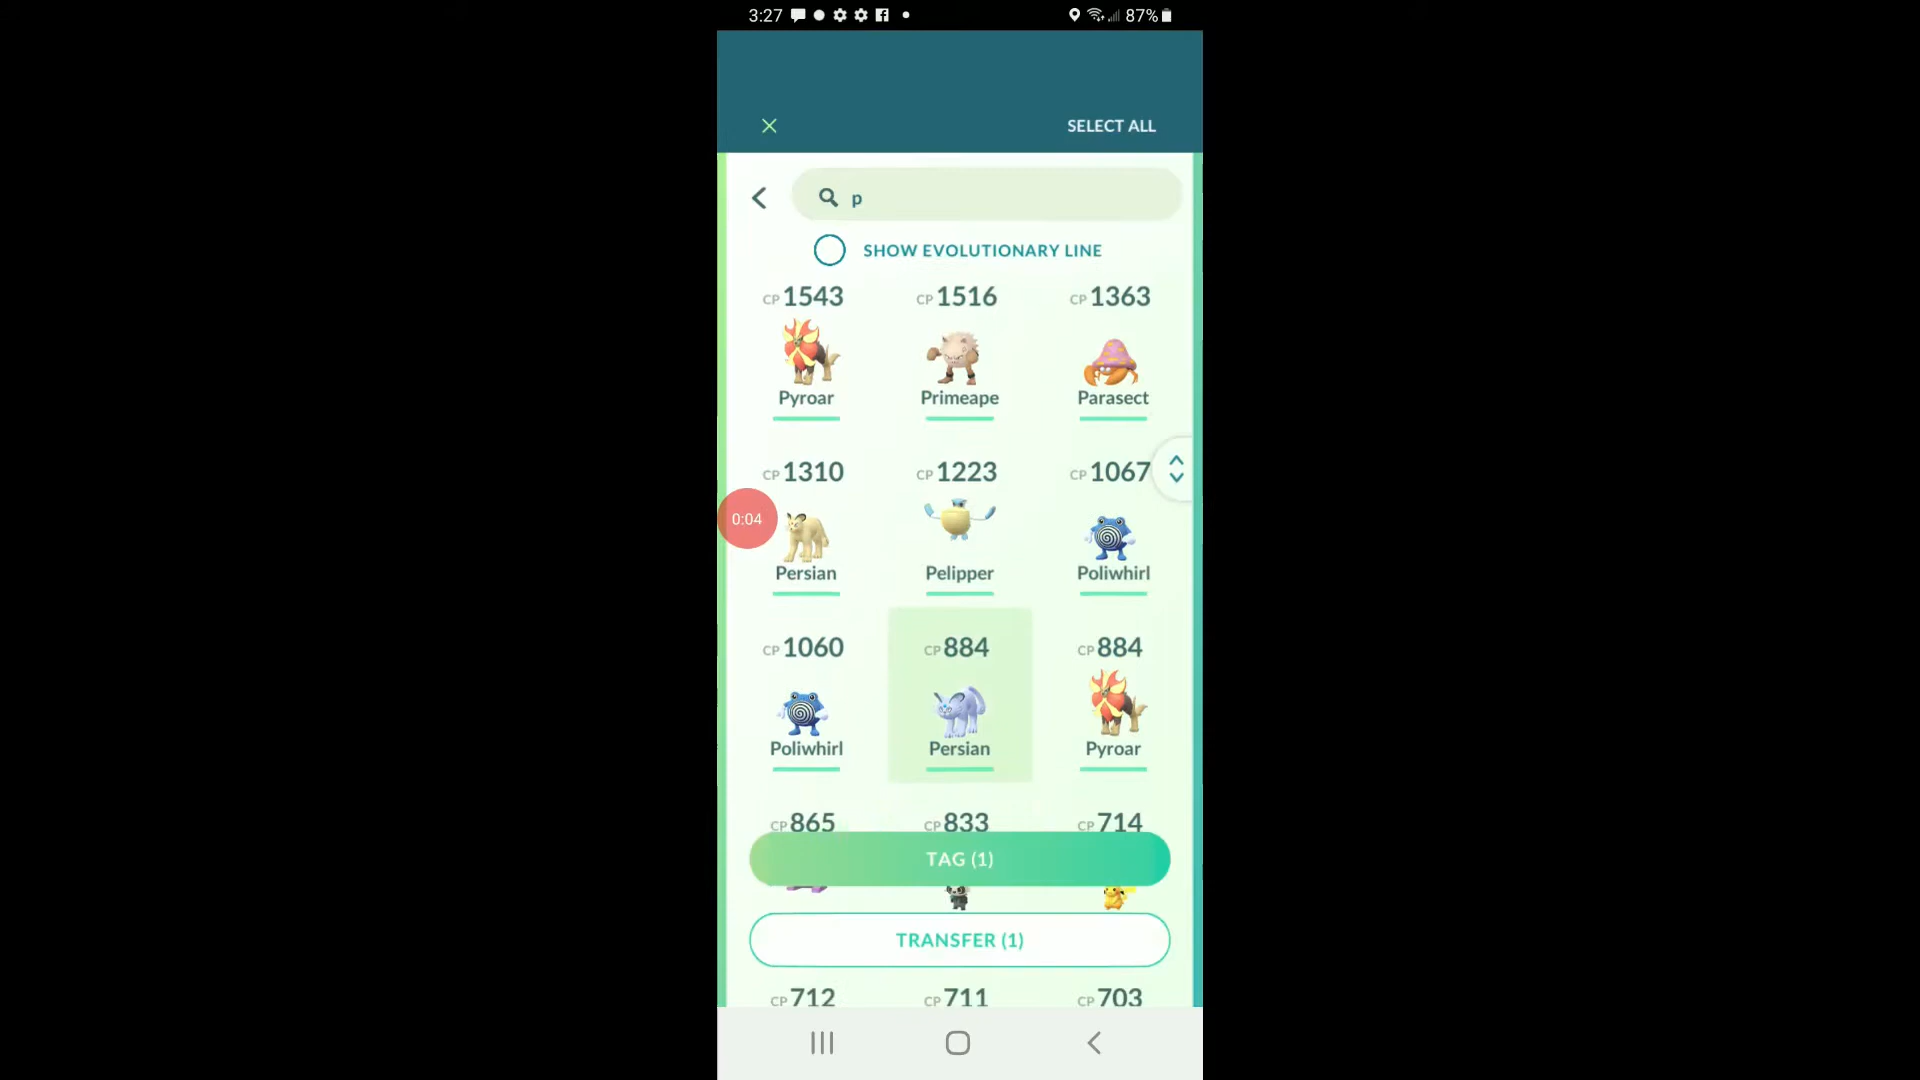 3:27 87%
SELECT ALL
p
SHOW EVOLUTIONARY LINE
CP 1543 CP 1516 CP 1363
Pyroar Primeape Parasect
CP 1310 CP 1223 CP 1067
0:04
Persian Pelipper Poliwhirl
CP 1060 CP 884 CP 884
Poliwhirl Persian Pyroar
CP 865 CP 833 CP 714
TAG (1)
TRANSFER (1)
CP 712 CP 711 CP 703